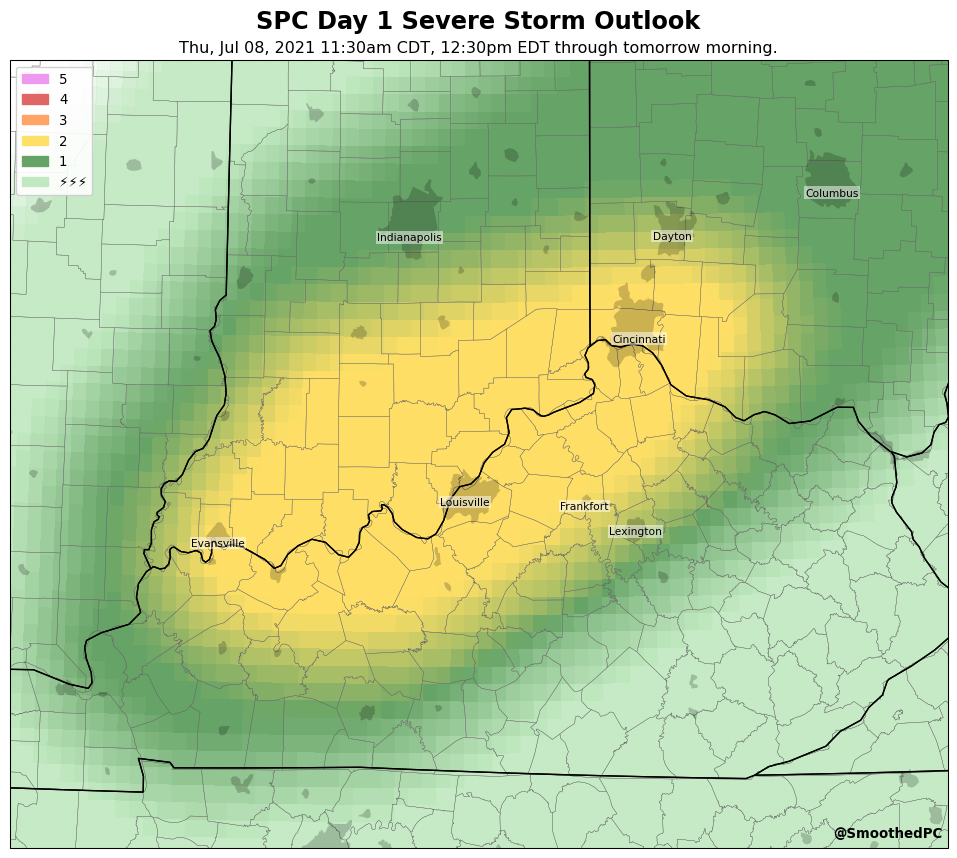 SPC Day 1 Severe Storm Outlook
Thu, Jul 08, 2021 11:30am CDT, 12:30pm EDT through tomorrow morning.
5
4
3
2
1
⚡⚡⚡
Columbus
Indianapolis
Dayton
Cincinnati
Louisville
Frankfort
Lexington
Evansville
@SmoothedPC